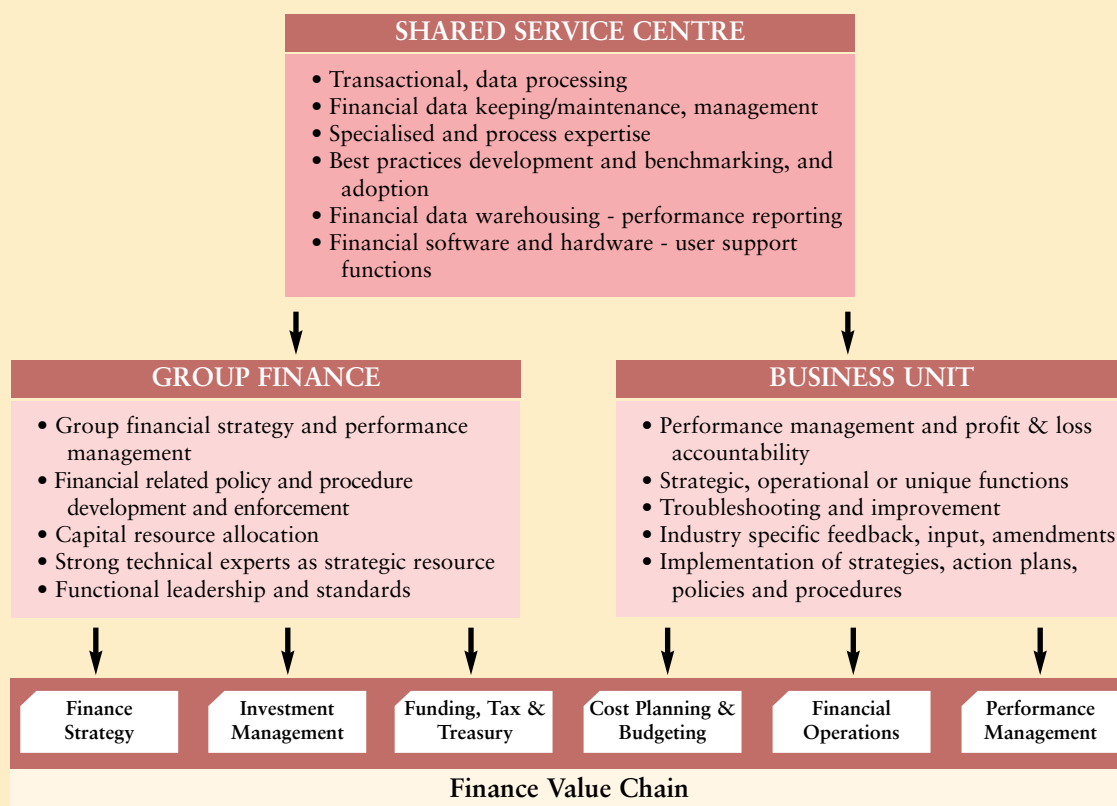 SHARED SERVICE CENTRE
• Transactional, data processing
• Financial data keeping/maintenance, management
• Specialised and process expertise
• Best practices development and benchmarking, and
adoption
• Financial data warehousing - performance reporting
• Financial software and hardware - user support
functions
GROUP FINANCE
• Group financial strategy and performance
management
• Financial related policy and procedure
development and enforcement
• Capital resource allocation
• Strong technical experts as strategic resource
• Functional leadership and standards
BUSINESS UNIT
• Performance management and profit & loss
accountability
• Strategic, operational or unique functions
• Troubleshooting and improvement
• Industry specific feedback, input, amendments
• Implementation of strategies, action plans,
policies and procedures
Finance
Strategy
Investment
Management
Funding, Tax &
Treasury
Cost Planning &
Budgeting
Financial
Operations
Performance
Management
Finance Value Chain